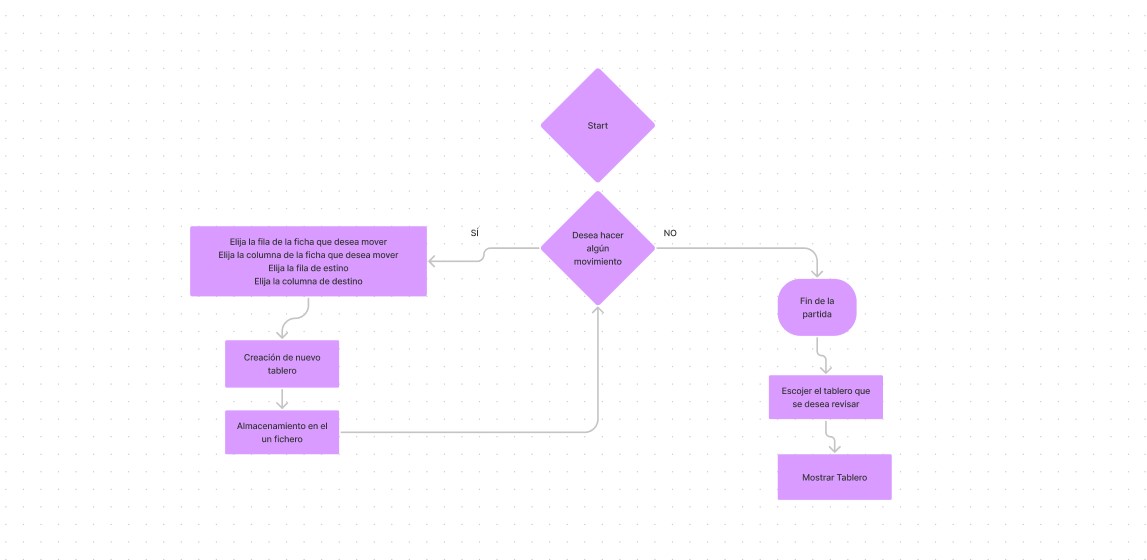 Start
Desea hacer
algún
movimiento
SÍ
NO
Elija la fila de la ficha que desea mover
Elija la columna de la ficha que desea mover
Elija la fila de estino
Elija la columna de destino
Creación de nuevo
tablero
Almacenamiento en el
un fichero
Fin de la
partida
Escojer el tablero que
se desea revisar
Mostrar Tablero